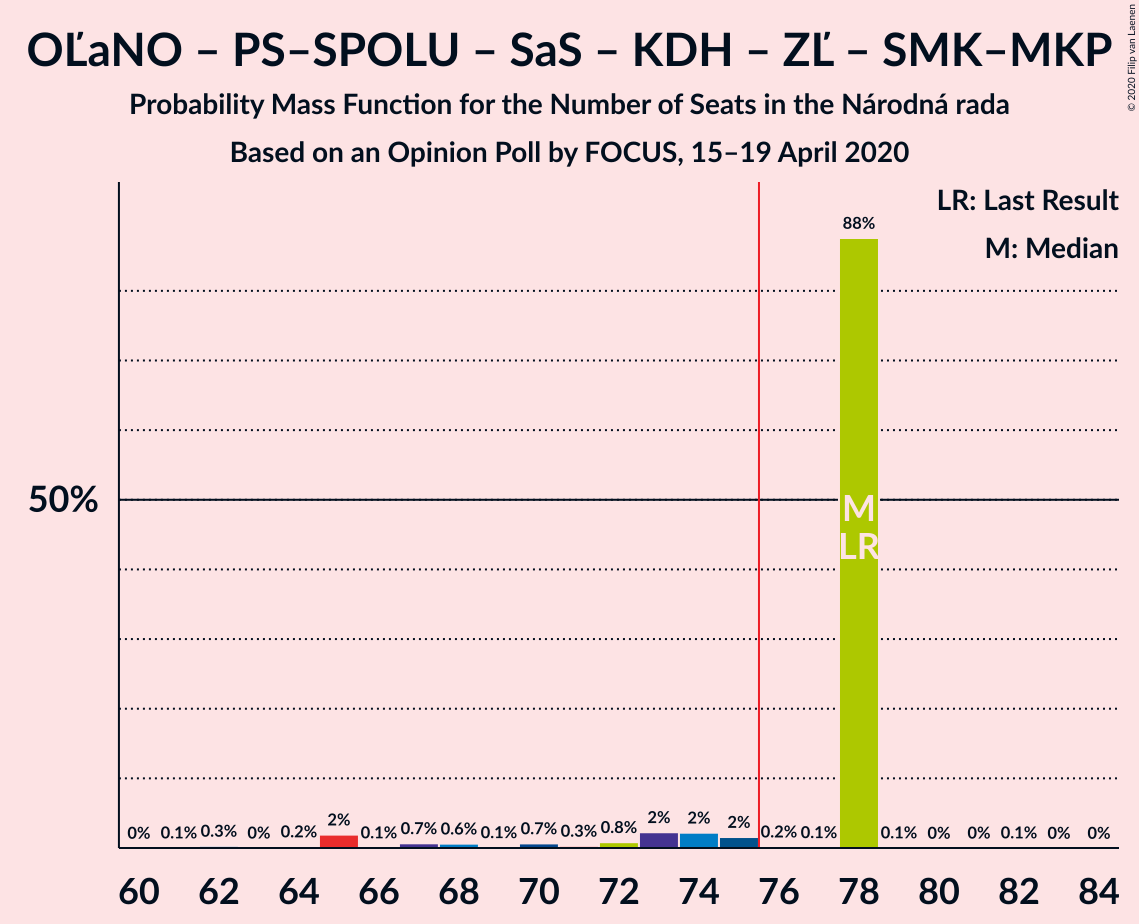 OĽaNO – PS–SPOLU – SaS – KDH – ZĽ – SMK–MKP
Probability Mass Function for the Number of Seats in the Národná rada
Based on an Opinion Poll by FOCUS, 15–19 April 2020
© 2020 Filip van Laenen
LR: Last Result
M: Median
50%
0% 0.1% 0.3% 0% 0.2% 2% 0.1% 0.7% 0.6% 0.1% 0.7% 0.3% 0.8% 2% 2% 2% 0.2% 0.1% 88% 0.1% 0% 0% 0.1% 0% 0%
M
LR
60 62 64 66 68 70 72 74 76 78 80 82 84